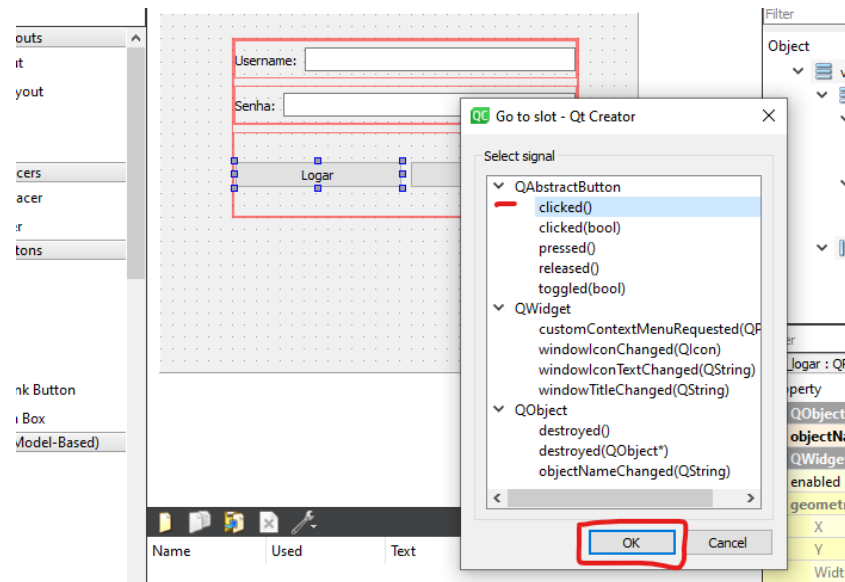 Filter
outs
Object
ut
Username:
yout
Senha:
Go to slot - Qt Creator
Select signal
cers
Logar
QAbstractButton
acer
clicked()
er
clicked(bool)
tons
pressed()
released()
toggled(bool)
QWidget
customContextMenuRequested(QP
windowIconChanged(QIcon)
windowIconTextChanged(QString)
_logar : QP
nk Button
windowTitleChanged(QString)
perty
QObject
QObject
n Box
destroyed()
objectNa
Model-Based)
destroyed(QObject*)
QWidge
objectNameChanged(QString)
enabled
geometr
X
OK
Cancel
Name
Used
Text
Y
Widt